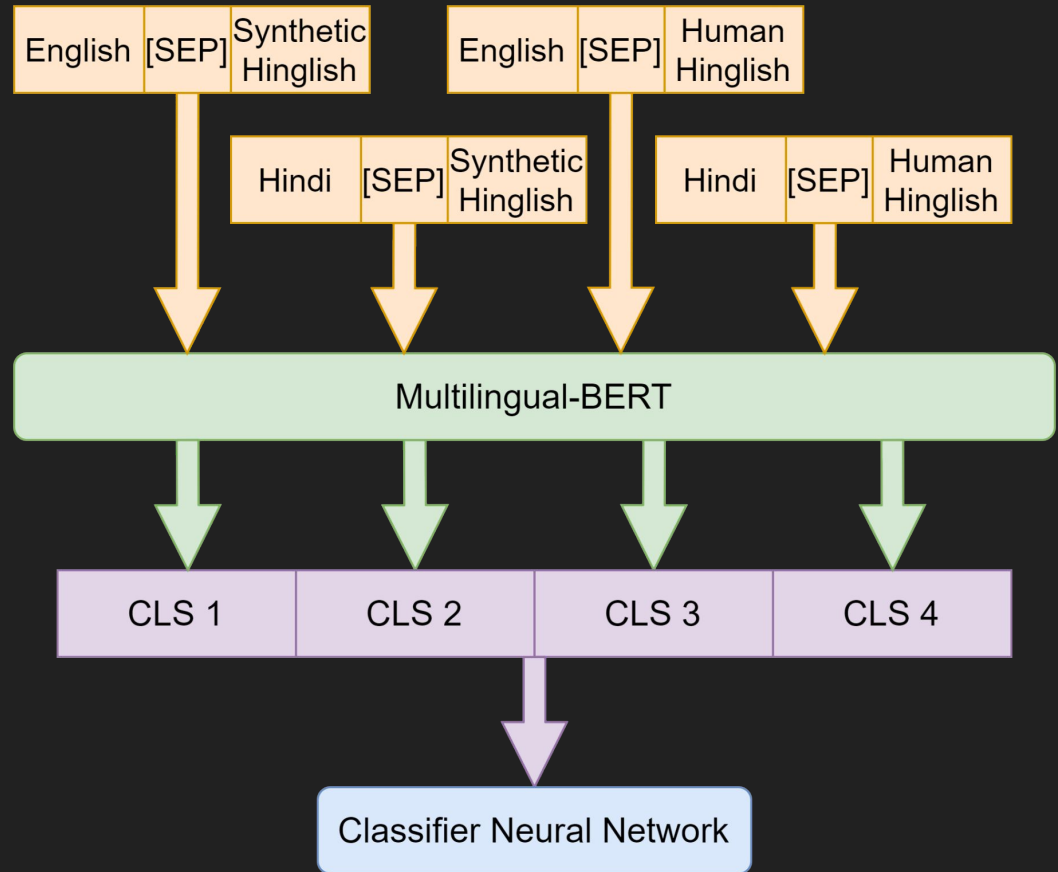 English [SEP] Synthetic Hinglish
English [SEP] Human Hinglish
Hindi [SEP] Synthetic Hinglish
Hindi [SEP] Human Hinglish
Multilingual-BERT
CLS 1 CLS 2 CLS 3 CLS 4
Classifier Neural Network